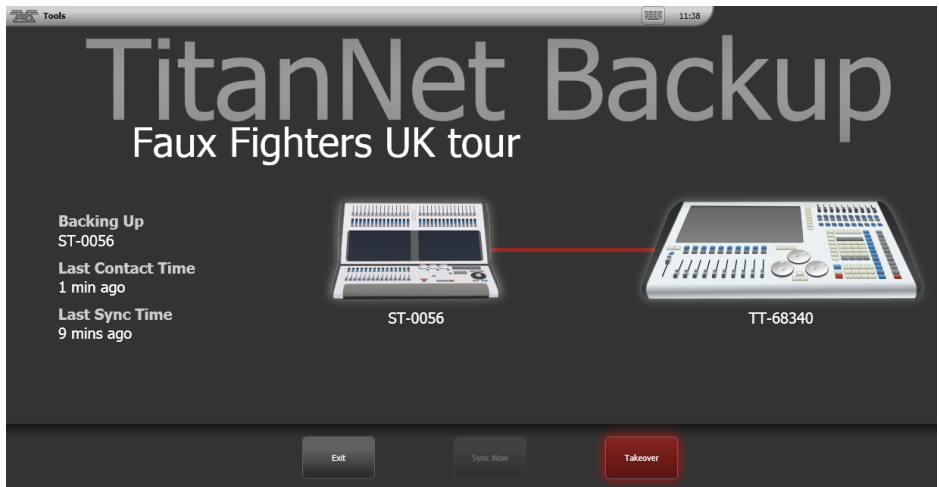 Tools
11:38
TitanNet Backup
Faux Fighters UK tour
Backing Up
ST-0056
Last Contact Time
1 min ago
Last Sync Time
9 mins ago
ST-0056
TT-68340
Exit
Sync Now
Takeover